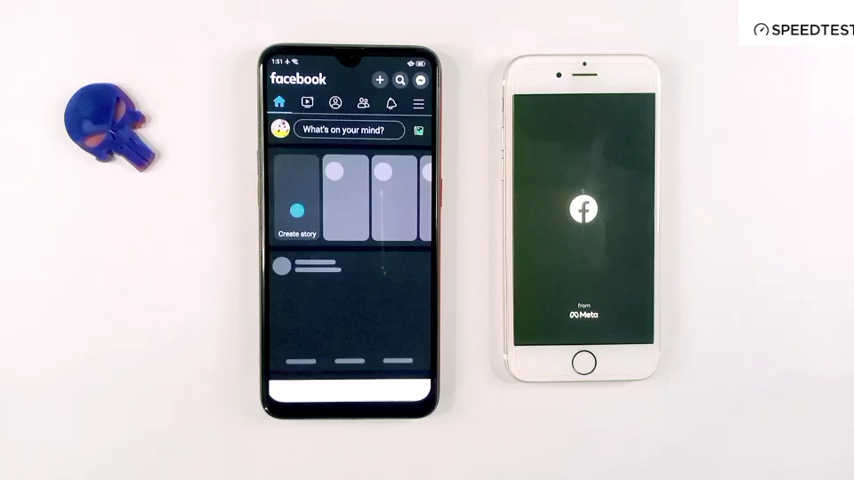 SPEEDTEST
1:51
facebook
What's on your mind?
Create story
from
Meta